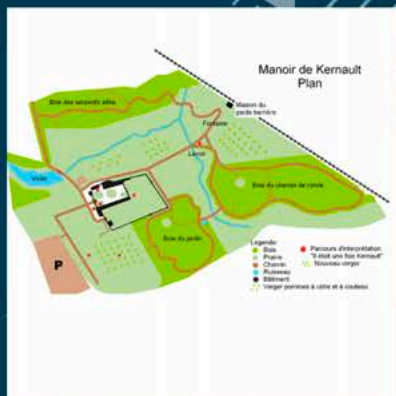 Manoir de Kernault
Plan
Bois des serpents ailés
Maison du
garde barrière
Fontaine
Lavoir
Vivier
Bois du chemin de ronde
Bois du jardin
P
Légende:
Bois
Prairie
Chemin
Ruisseau
Bâtiment
Verger pommes à cidre et à couteau
Parcours d'interprétation
"Il était une fois Kernault"
Nouveau verger